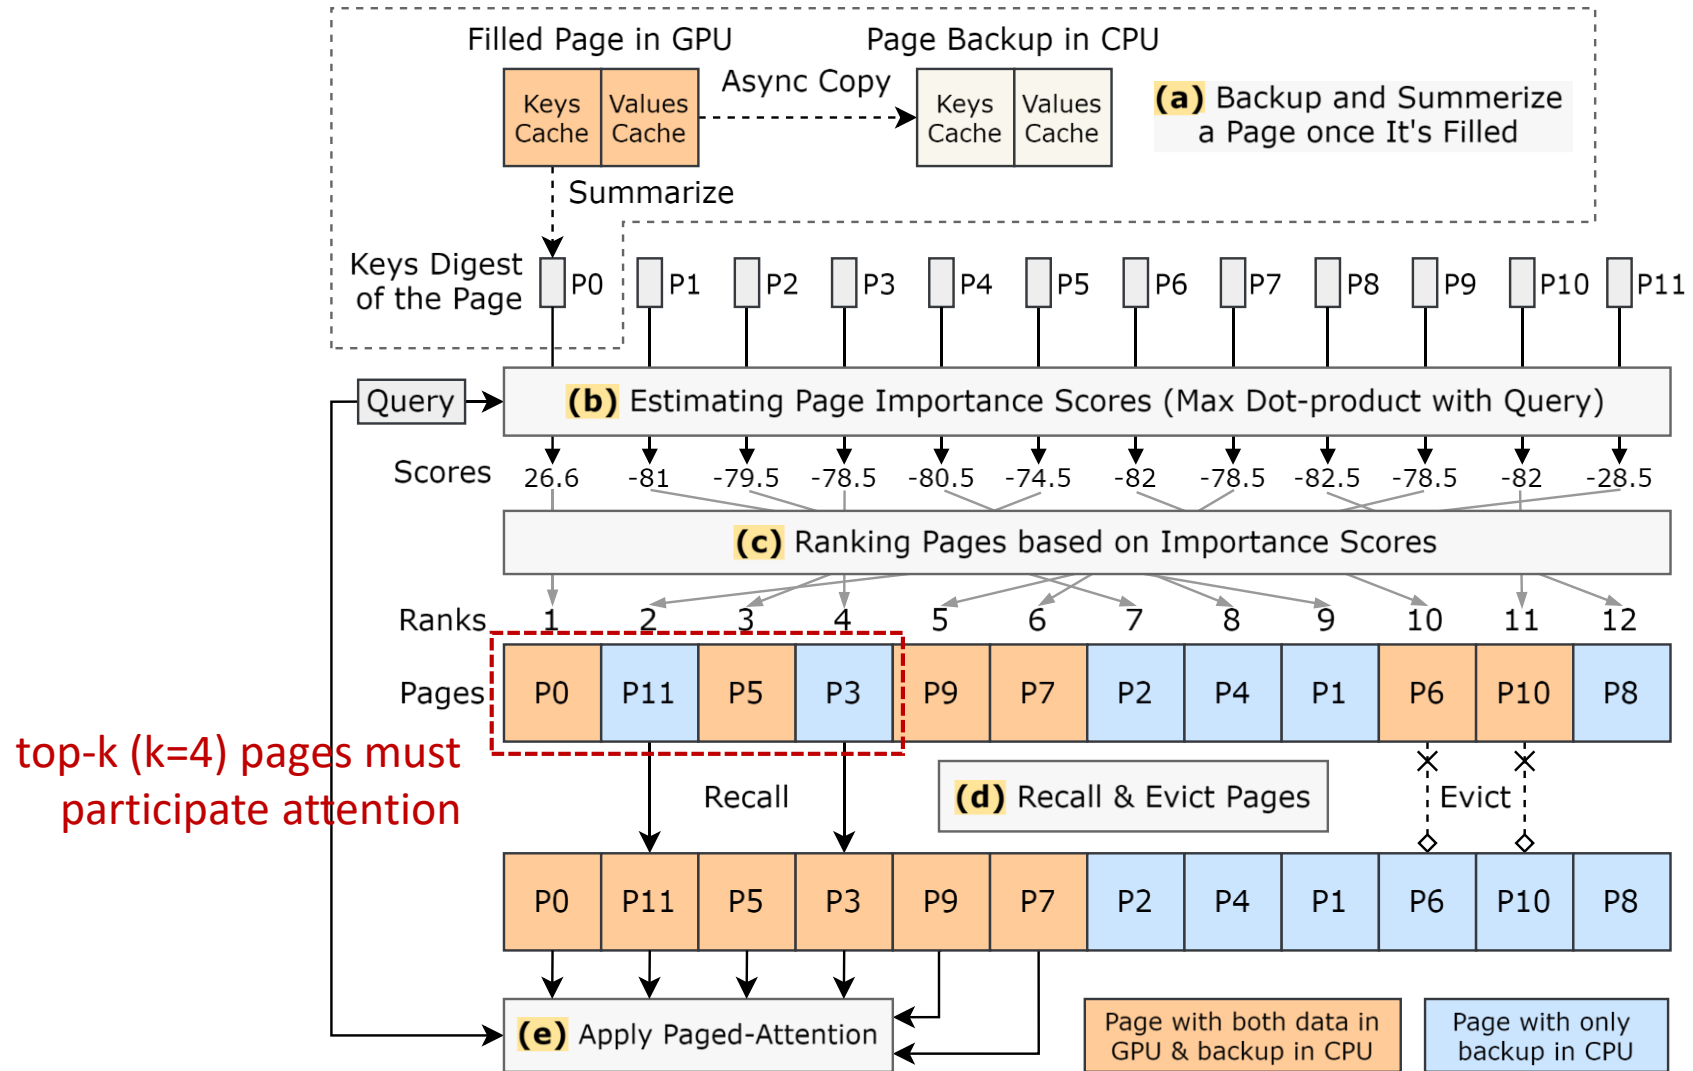 Filled Page in GPU
Page Backup in CPU
Keys
Cache
Values
Cache
Async Copy
Keys
Cache
Values
Cache
(a) Backup and Summerize
a Page once It's Filled
Summarize
Keys Digest
of the Page
P0 P1 P2 P3 P4 P5 P6 P7 P8 P9 P10 P11
Query
(b) Estimating Page Importance Scores (Max Dot-product with Query)
Scores 26.6 -81 -79.5 -78.5 -80.5 -74.5 -82 -78.5 -82.5 -78.5 -82 -28.5
(c) Ranking Pages based on Importance Scores
Ranks 1 2 3 4 5 6 7 8 9 10 11 12
Pages P0 P11 P5 P3 P9 P7 P2 P4 P1 P6 P10 P8
top-k (k=4) pages must
participate attention
Recall
(d) Recall & Evict Pages
Evict
P0 P11 P5 P3 P9 P7 P2 P4 P1 P6 P10 P8
(e) Apply Paged-Attention
Page with both data in
GPU & backup in CPU
Page with only
backup in CPU